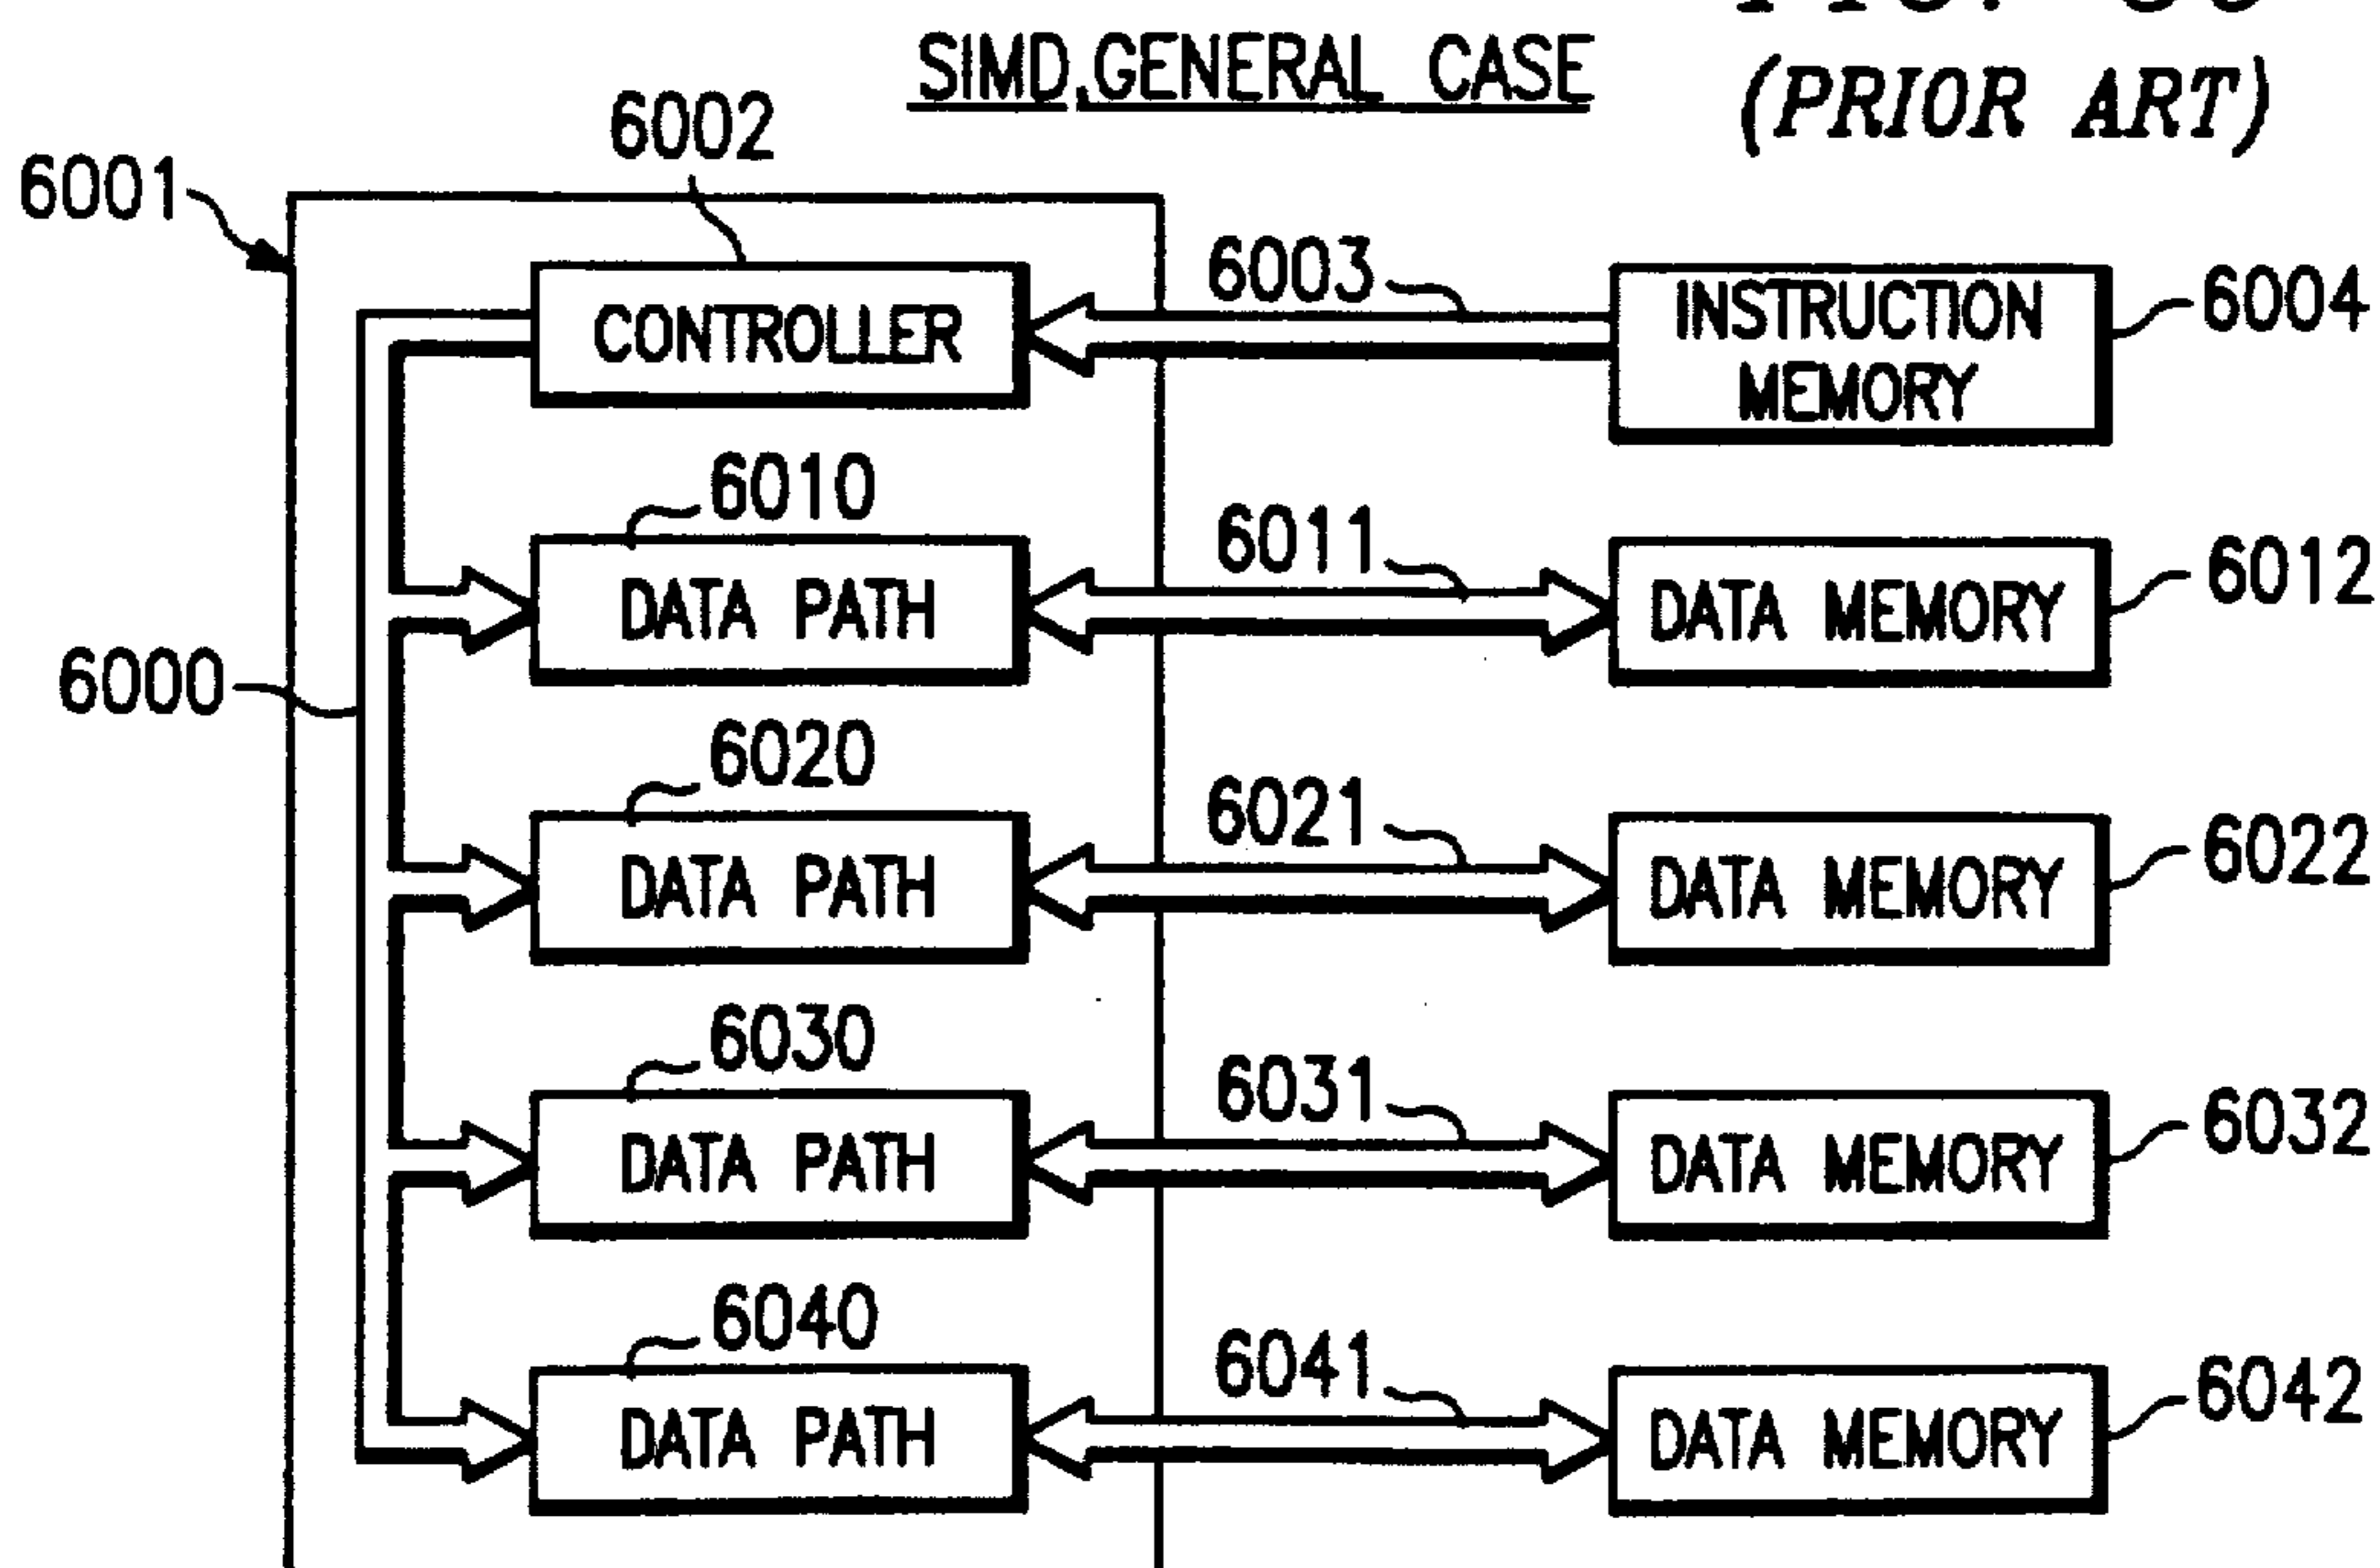 SIMD, GENERAL CASE
(PRIOR ART)
6001
6002
6003
CONTROLLER
INSTRUCTION
MEMORY
6004
6010
6011
DATA PATH
DATA MEMORY
6012
6000
6020
6021
DATA PATH
DATA MEMORY
6022
6030
6031
DATA PATH
DATA MEMORY
6032
6040
6041
DATA PATH
DATA MEMORY
6042